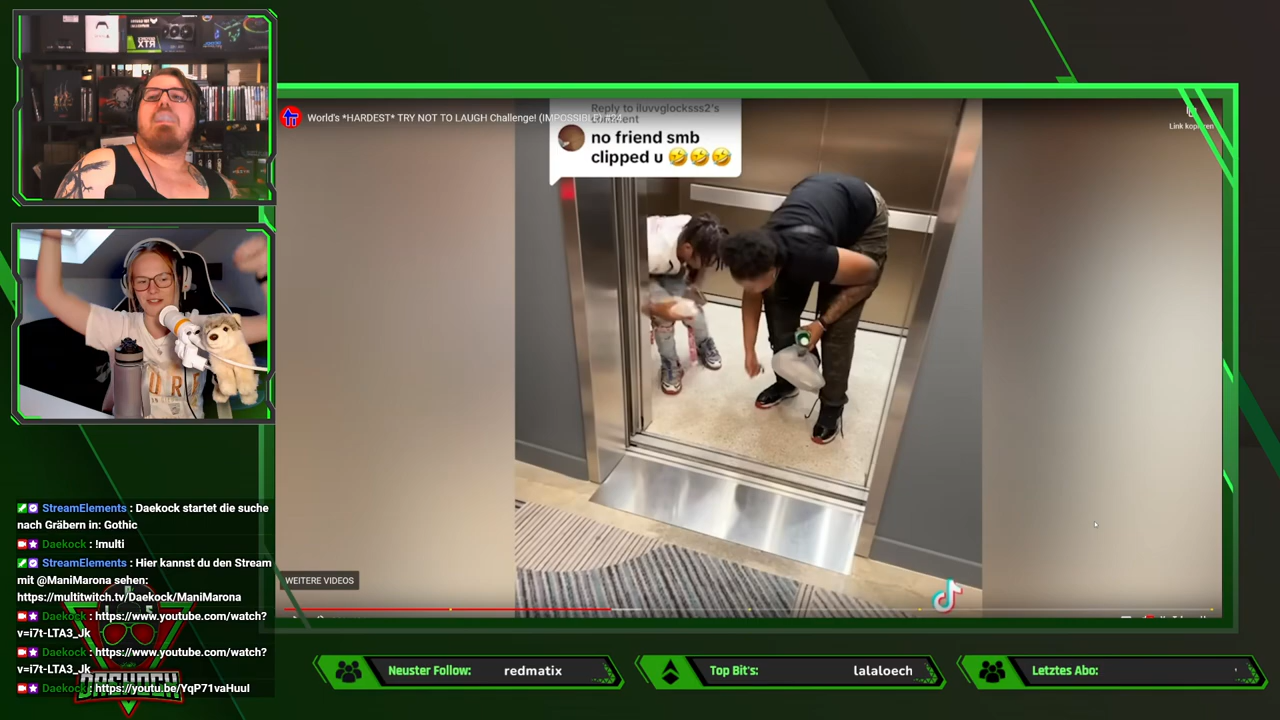 World's *HARDEST* TRY NOT TO LAUGH Challenge! (IMPOSSIBLE)
Link kopieren
Reply to iluvvglocksss2's
comment
no friend smb
clipped u 🤣🤣🤣
WEITERE VIDEOS
StreamElements : Daekock startet die suche
nach Gräbern in: Gothic
Daekock : !multi
StreamElements : Hier kannst du den Stream
mit @ManiMarona sehen:
https://multitwitch.tv/Daekock/ManiMarona
Daekock : https://www.youtube.com/watch?
v=i7t-LTA3_Jk
Daekock : https://www.youtube.com/watch?
v=i7t-LTA3_Jk
Daekock : https://youtu.be/YqP71vaHuuI
DAEKOCK
Neuster Follow: redmatix
Top Bit's: lalaloech
Letztes Abo: